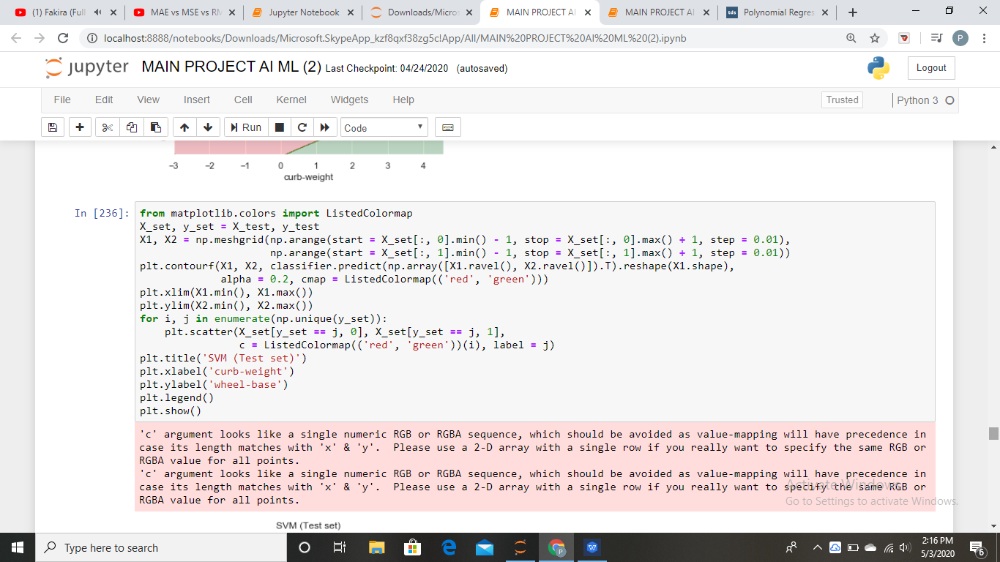 (1) Fakira (Full
MAE vs MSE vs RM
Jupyter Notebook
Downloads/Micros
MAIN PROJECT AI
MAIN PROJECT AI
tds Polynomial Regres
localhost:8888/notebooks/Downloads/Microsoft.SkypeApp_kzf8qxf38zg5c!App/All/MAIN%20PROJECT%20AI%20ML%20(2).ipynb
P
jupyter MAIN PROJECT AI ML (2) Last Checkpoint: 04/24/2020 (autosaved)
Logout
File Edit View Insert Cell Kernel Widgets Help
Trusted
Python 3
Run
Code
−3 −2 −1 0 1 2 3 4
curb-weight
In [236]:
from matplotlib.colors import ListedColormap
X_set, y_set = X_test, y_test
X1, X2 = np.meshgrid(np.arange(start = X_set[:, 0].min() - 1, stop = X_set[:, 0].max() + 1, step = 0.01),
np.arange(start = X_set[:, 1].min() - 1, stop = X_set[:, 1].max() + 1, step = 0.01))
plt.contourf(X1, X2, classifier.predict(np.array([X1.ravel(), X2.ravel()]).T).reshape(X1.shape),
alpha = 0.2, cmap = ListedColormap(('red', 'green')))
plt.xlim(X1.min(), X1.max())
plt.ylim(X2.min(), X2.max())
for i, j in enumerate(np.unique(y_set)):
plt.scatter(X_set[y_set == j, 0], X_set[y_set == j, 1],
c = ListedColormap(('red', 'green'))(i), label = j)
plt.title('SVM (Test set)')
plt.xlabel('curb-weight')
plt.ylabel('wheel-base')
plt.legend()
plt.show()
'c' argument looks like a single numeric RGB or RGBA sequence, which should be avoided as value-mapping will have precedence in
case its length matches with 'x' & 'y'.  Please use a 2-D array with a single row if you really want to specify the same RGB or
RGBA value for all points.
'c' argument looks like a single numeric RGB or RGBA sequence, which should be avoided as value-mapping will have precedence in
case its length matches with 'x' & 'y'.  Please use a 2-D array with a single row if you really want to specify the same RGB or
RGBA value for all points.
Activate Windows
Go to Settings to activate Windows.
SVM (Test set)
Type here to search
2:16 PM
5/3/2020
6